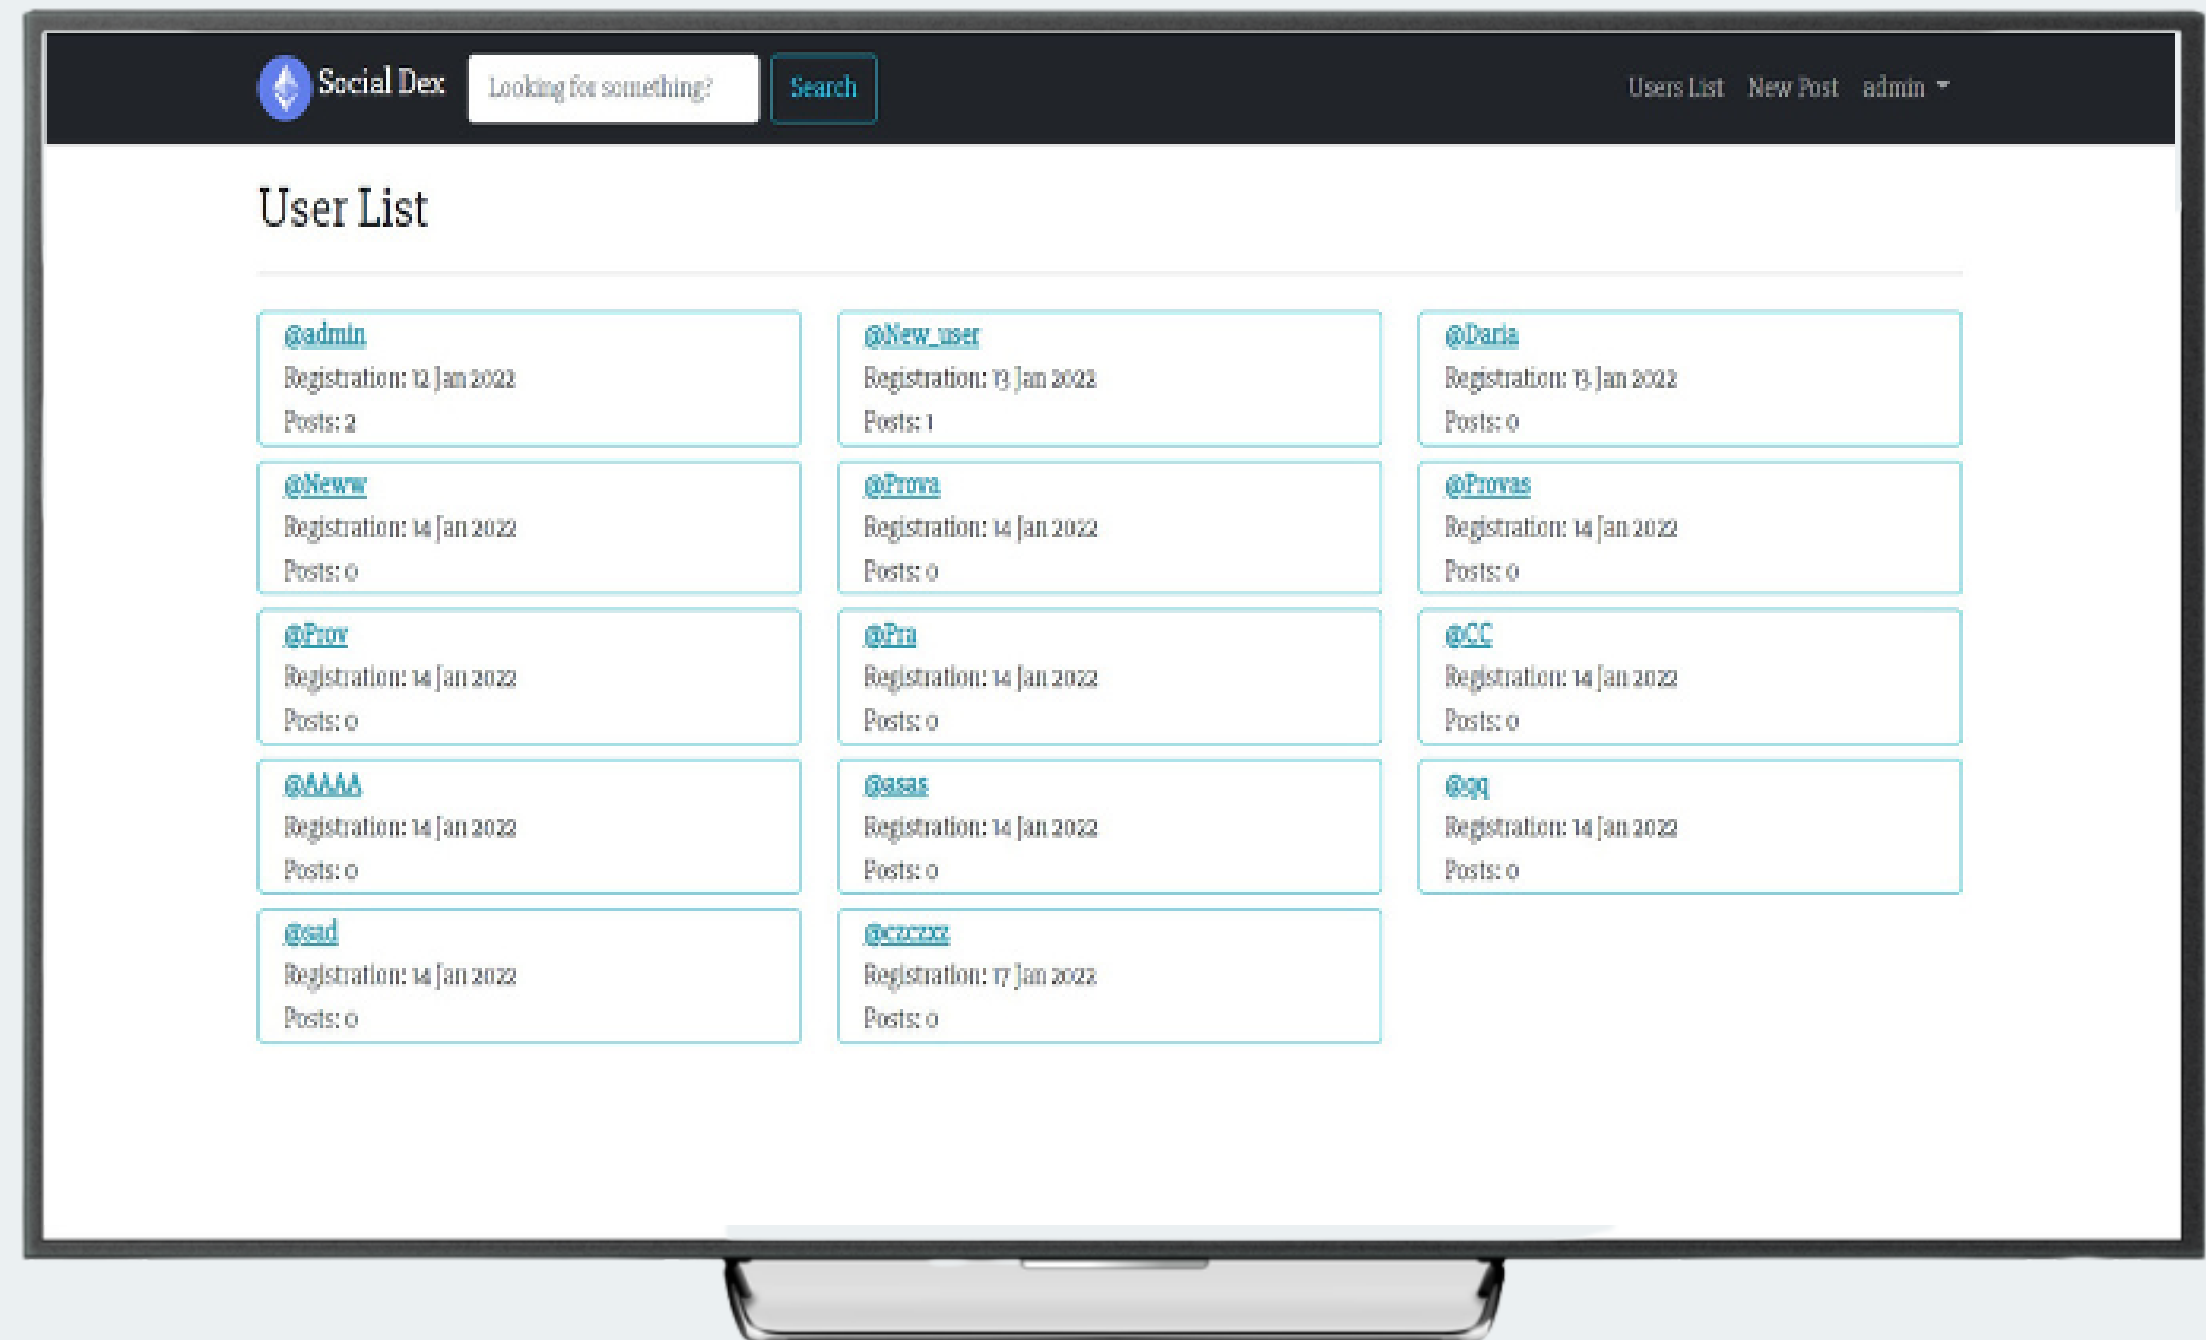 Social Dex Looking for something? Search Users List New Post admin
User List
@admin
Registration: 12 Jan 2022
Posts: 2
@New_user
Registration: 13 Jan 2022
Posts: 1
@Daria
Registration: 13 Jan 2022
Posts: 0
@Neww
Registration: 14 Jan 2022
Posts: 0
@Prova
Registration: 14 Jan 2022
Posts: 0
@Provas
Registration: 14 Jan 2022
Posts: 0
@Prov
Registration: 14 Jan 2022
Posts: 0
@Pra
Registration: 14 Jan 2022
Posts: 0
@CC
Registration: 14 Jan 2022
Posts: 0
@AAAA
Registration: 14 Jan 2022
Posts: 0
@asas
Registration: 14 Jan 2022
Posts: 0
@qq
Registration: 14 Jan 2022
Posts: 0
@sad
Registration: 14 Jan 2022
Posts: 0
@czczxz
Registration: 17 Jan 2022
Posts: 0